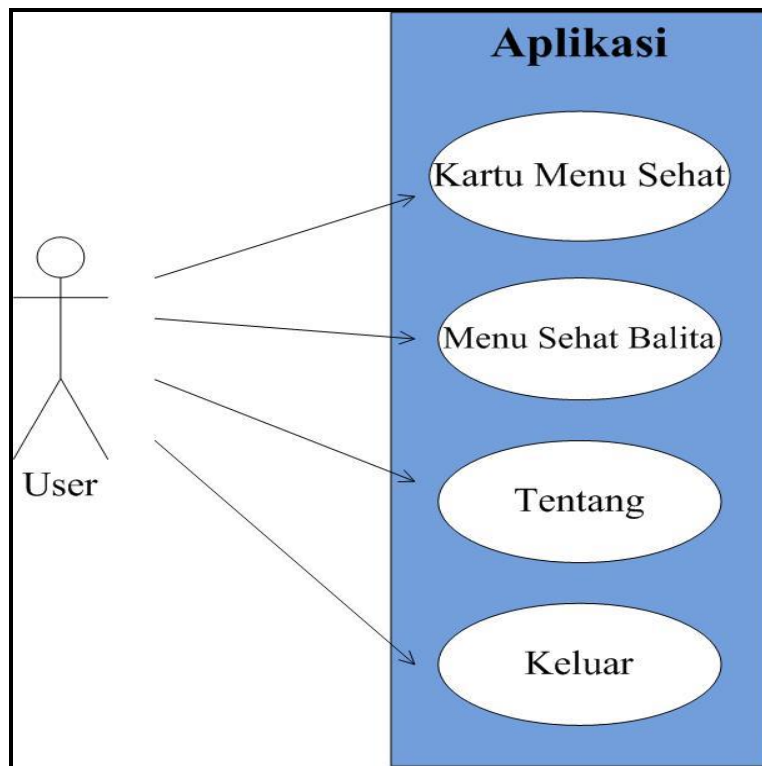 Aplikasi
Kartu Menu Sehat
Menu Sehat Balita
User
Tentang
Keluar